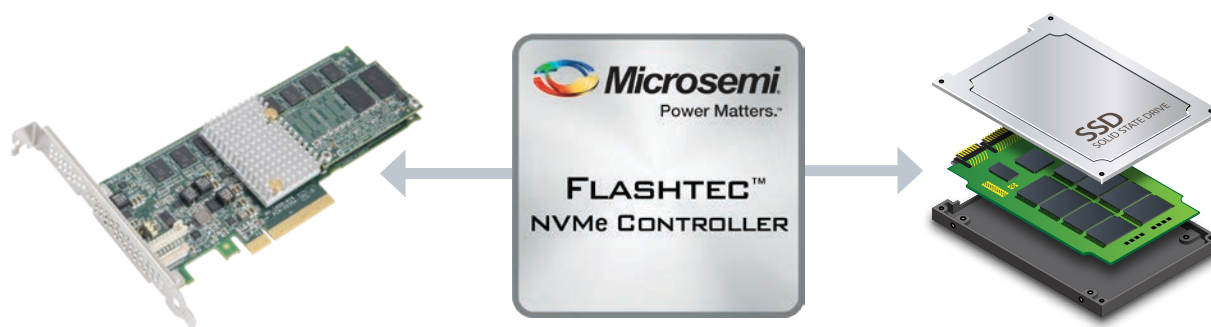 Microsemi.
Power Matters.™
FLASHTEC™
NVMe CONTROLLER
SSD
SOLID STATE DRIVE